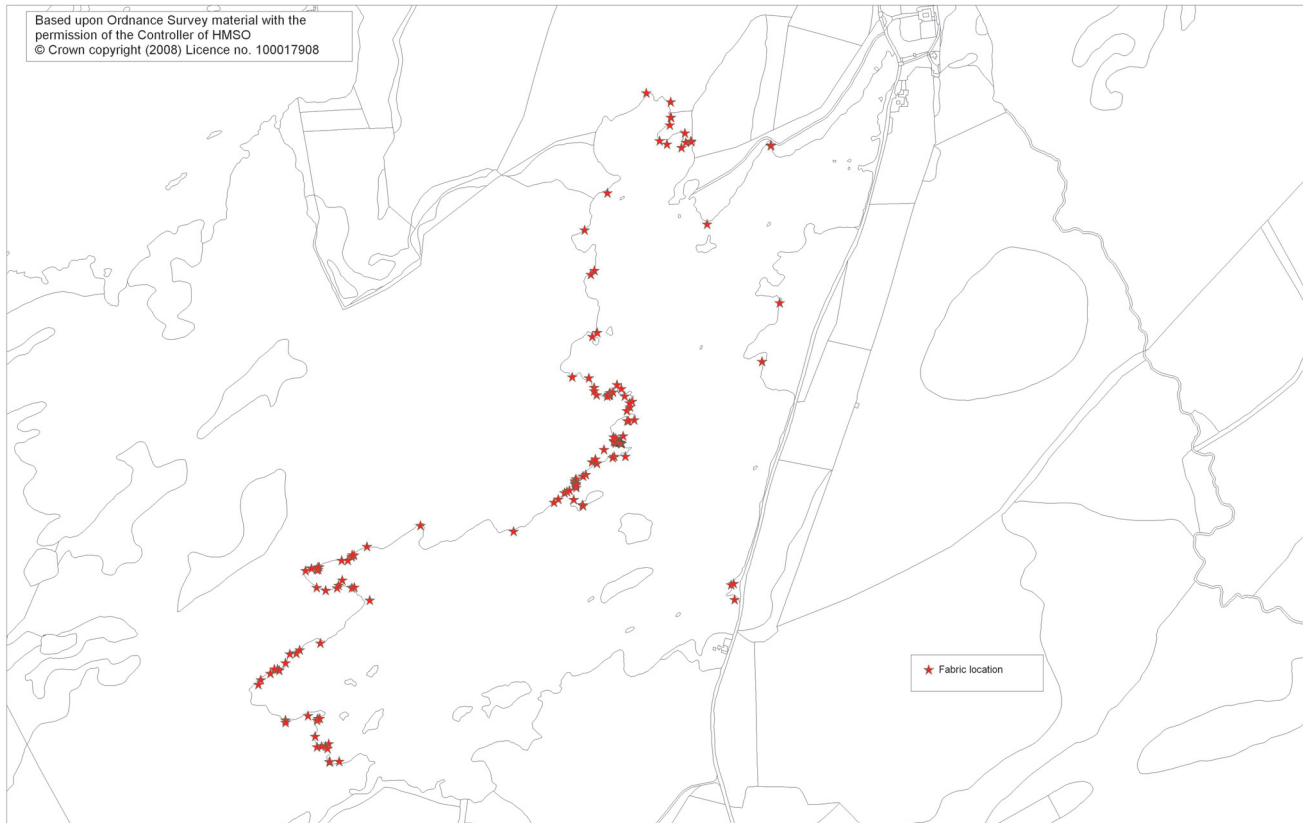 Based upon Ordnance Survey material with the
permission of the Controller of HMSO
© Crown copyright (2008) Licence no. 100017908
Fabric location